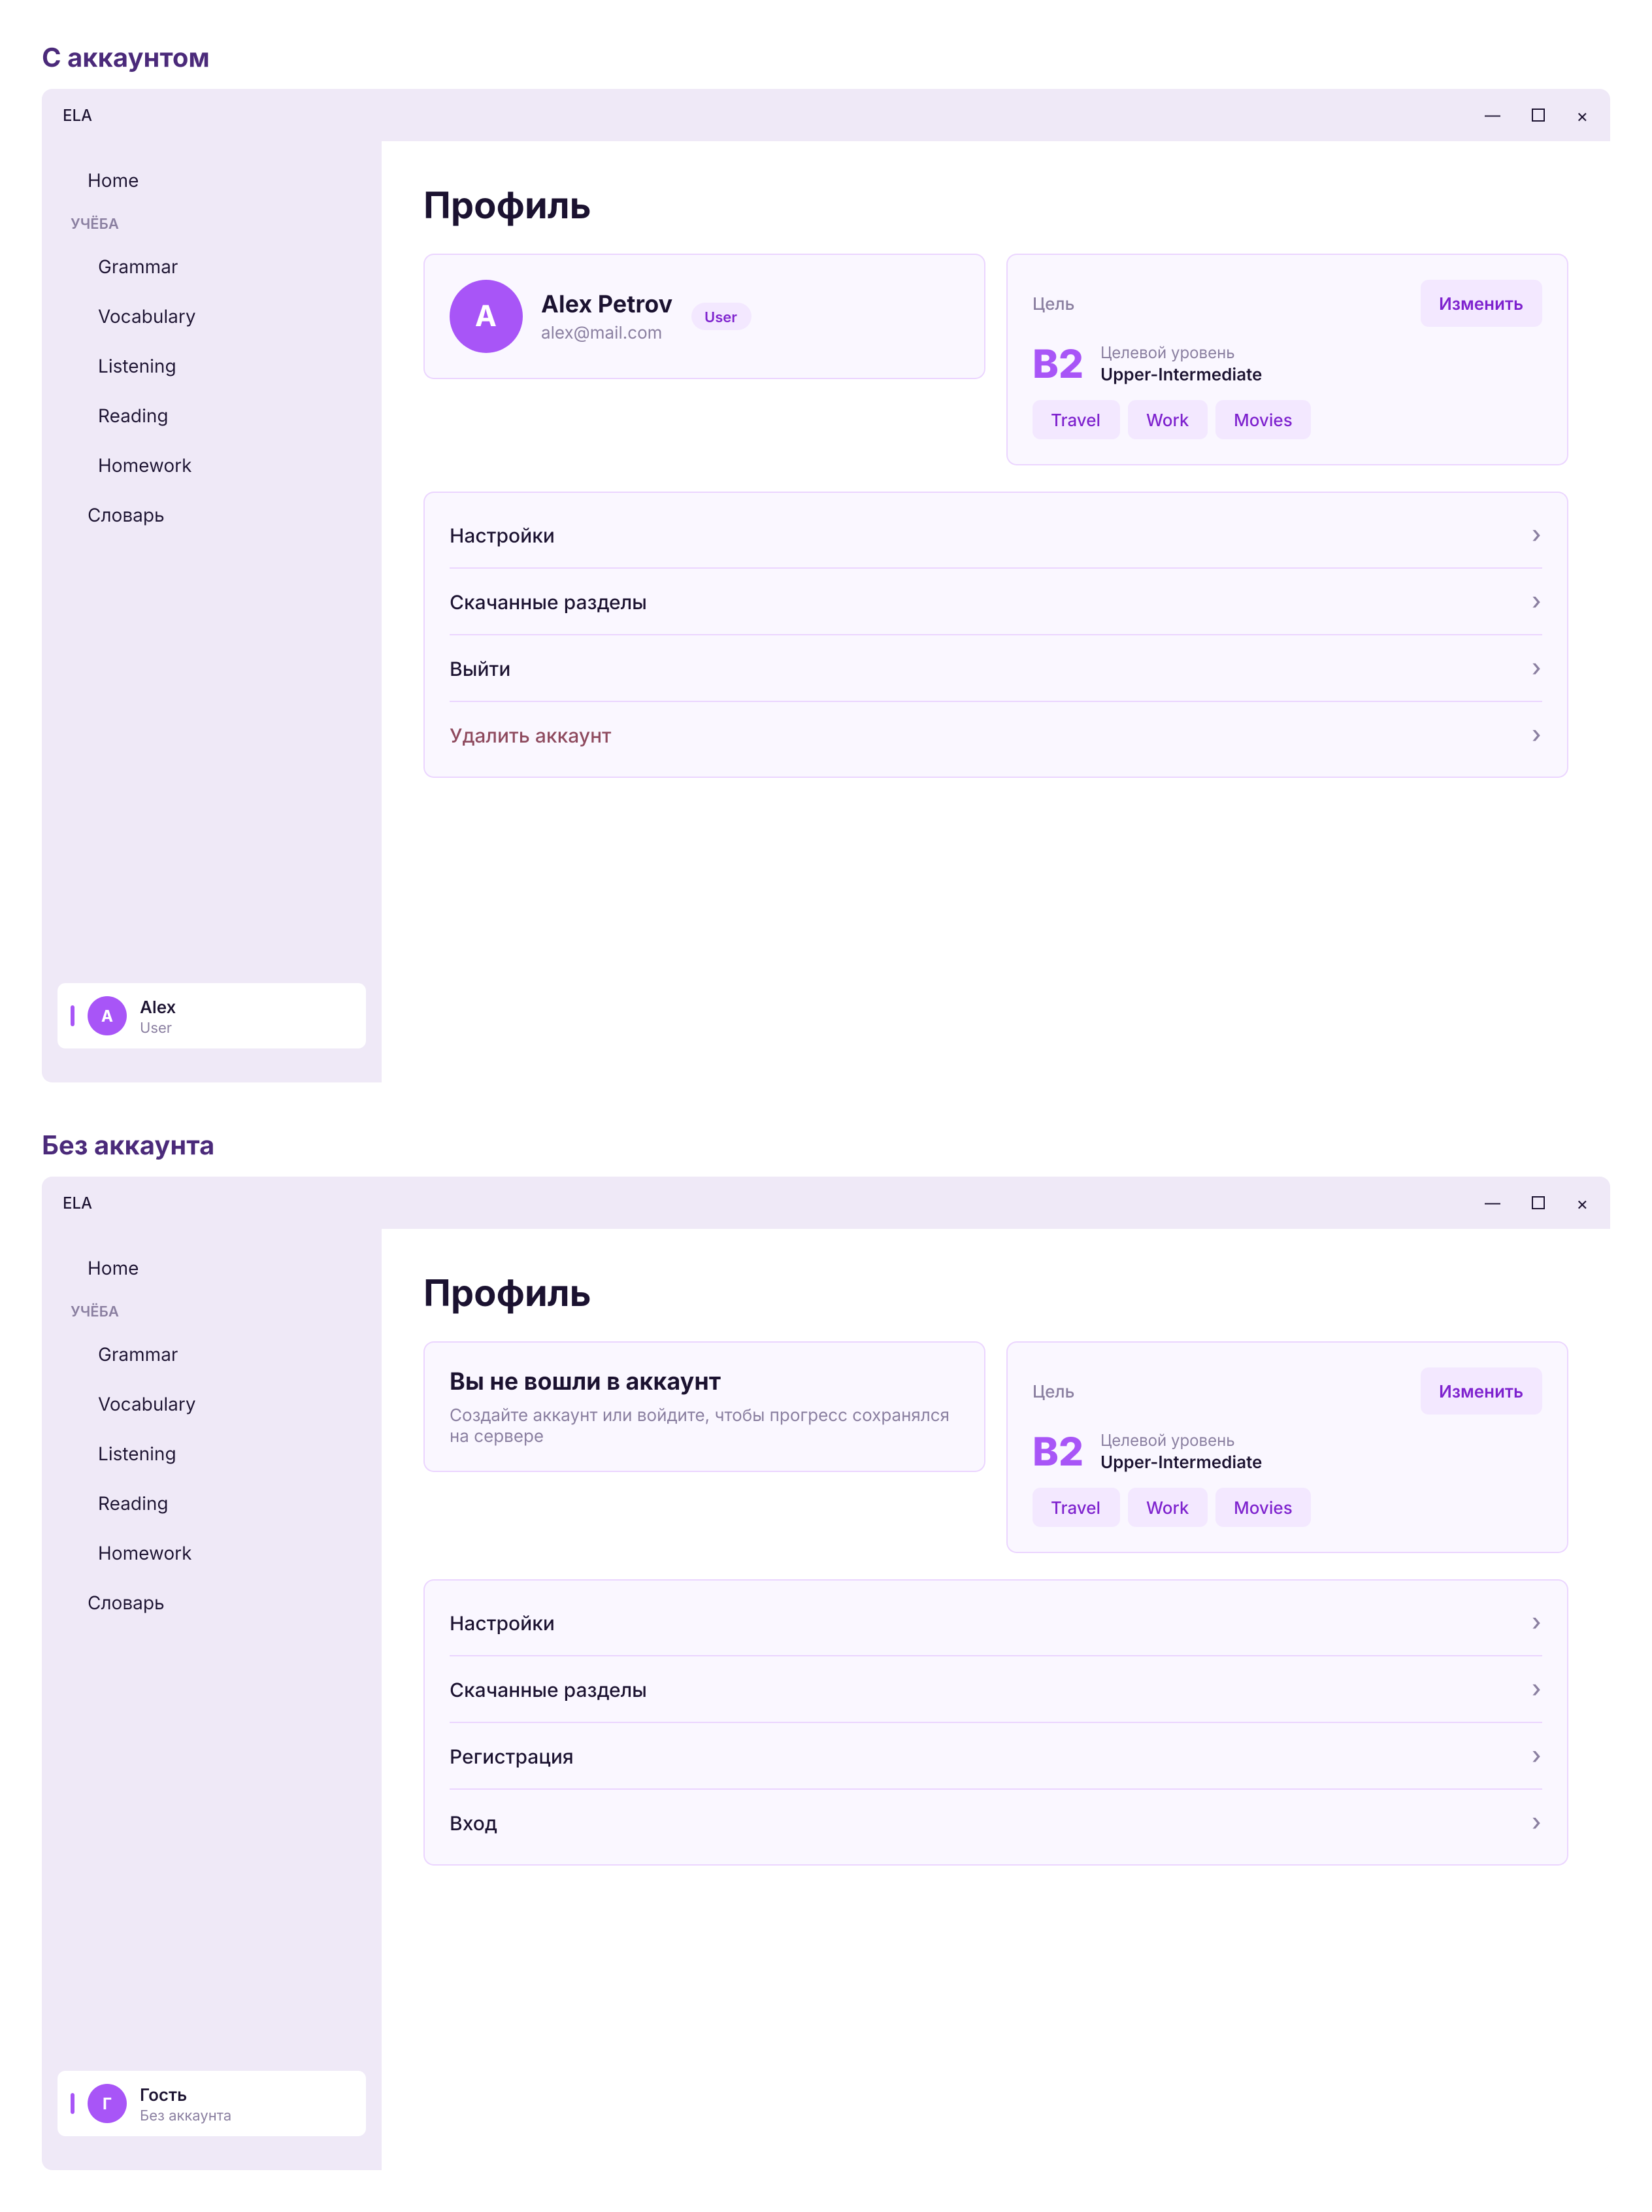 С аккаунтом
ELA
Home
УЧЁБА
Grammar
Vocabulary
Listening
Reading
Homework
Словарь
A
Alex
User
Профиль
A
Alex Petrov
alex@mail.com
User
Цель
Изменить
B2
Целевой уровень
Upper-Intermediate
Travel
Work
Movies
Настройки
Скачанные разделы
Выйти
Удалить аккаунт
Без аккаунта
ELA
Home
УЧЁБА
Grammar
Vocabulary
Listening
Reading
Homework
Словарь
Г
Гость
Без аккаунта
Профиль
Вы не вошли в аккаунт
Создайте аккаунт или войдите, чтобы прогресс сохранялся
на сервере
Цель
Изменить
B2
Целевой уровень
Upper-Intermediate
Travel
Work
Movies
Настройки
Скачанные разделы
Регистрация
Вход